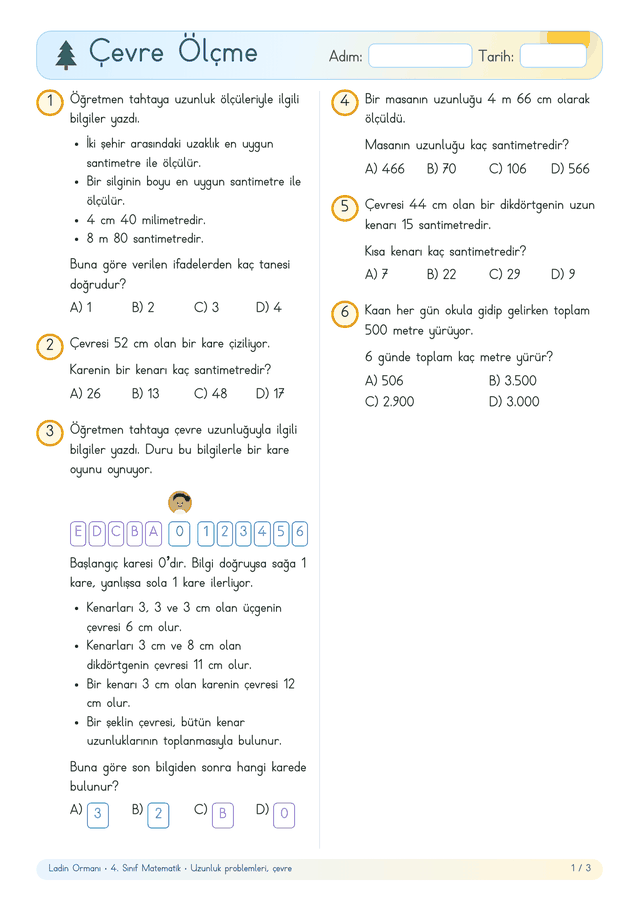 Çevre Ölçme
Adım:
Tarih:
1
Öğretmen tahtaya uzunluk ölçüleriyle ilgili
bilgiler yazdı.
• İki şehir arasındaki uzaklık en uygun
santimetre ile ölçülür.
• Bir silginin boyu en uygun santimetre ile
ölçülür.
• 4 cm 40 milimetredir.
• 8 m 80 santimetredir.
Buna göre verilen ifadelerden kaç tanesi
doğrudur?
A) 1 B) 2 C) 3 D) 4
2
Çevresi 52 cm olan bir kare çiziliyor.
Karenin bir kenarı kaç santimetredir?
A) 26 B) 13 C) 48 D) 17
3
Öğretmen tahtaya çevre uzunluğuyla ilgili
bilgiler yazdı. Duru bu bilgilerle bir kare
oyunu oynuyor.
E D C B A 0 1 2 3 4 5 6
Başlangıç karesi 0'dır. Bilgi doğruysa sağa 1
kare, yanlışsa sola 1 kare ilerliyor.
• Kenarları 3, 3 ve 3 cm olan üçgenin
çevresi 6 cm olur.
• Kenarları 3 cm ve 8 cm olan
dikdörtgenin çevresi 11 cm olur.
• Bir kenarı 3 cm olan karenin çevresi 12
cm olur.
• Bir şeklin çevresi, bütün kenar
uzunluklarının toplanmasıyla bulunur.
Buna göre son bilgiden sonra hangi karede
bulunur?
A) 3 B) 2 C) B D) 0
4
Bir masanın uzunluğu 4 m 66 cm olarak
ölçüldü.
Masanın uzunluğu kaç santimetredir?
A) 466 B) 70 C) 106 D) 566
5
Çevresi 44 cm olan bir dikdörtgenin uzun
kenarı 15 santimetredir.
Kısa kenarı kaç santimetredir?
A) 7 B) 22 C) 29 D) 9
6
Kaan her gün okula gidip gelirken toplam
500 metre yürüyor.
6 günde toplam kaç metre yürür?
A) 506 B) 3.500
C) 2.900 D) 3.000
Ladin Ormanı • 4. Sınıf Matematik • Uzunluk problemleri, çevre
1 / 3